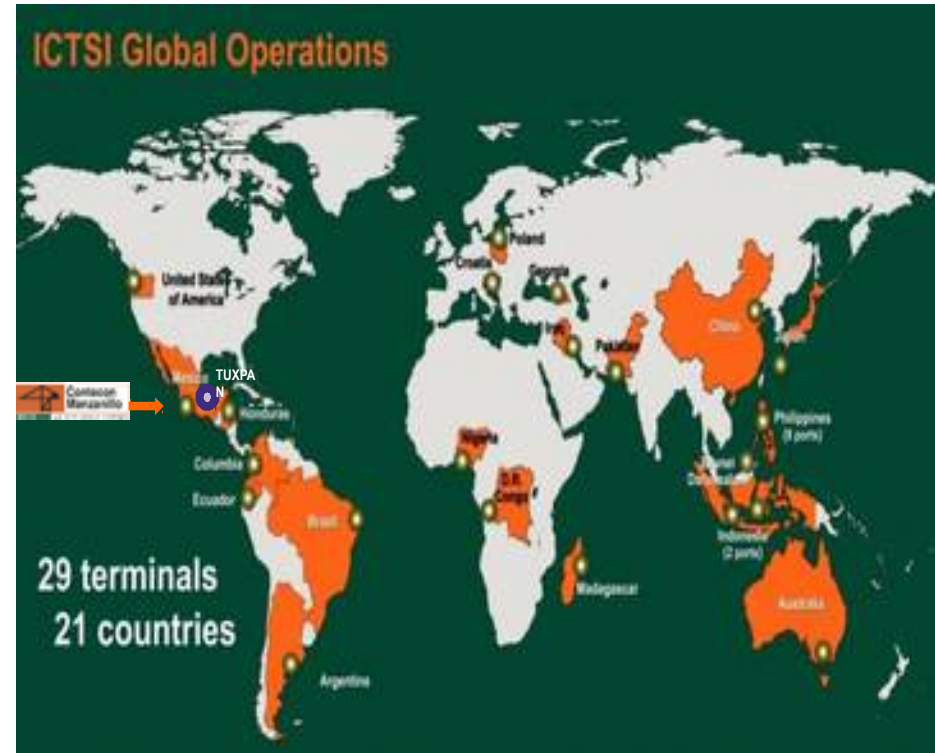 ICTSI Global Operations
Poland
Croatia
Georgia
United States
of America
China
Iraq
Japan
Pakistan
Mexico
TUXPA
N
Contecon
Manzanillo
Honduras
Philippines
(8 ports)
Nigeria
Columbia
Brunei
D.R.
Congo
Ecuador
Brazil
Indonesia
(2 ports)
29 terminals
Madagascar
Australia
21 countries
Argentina